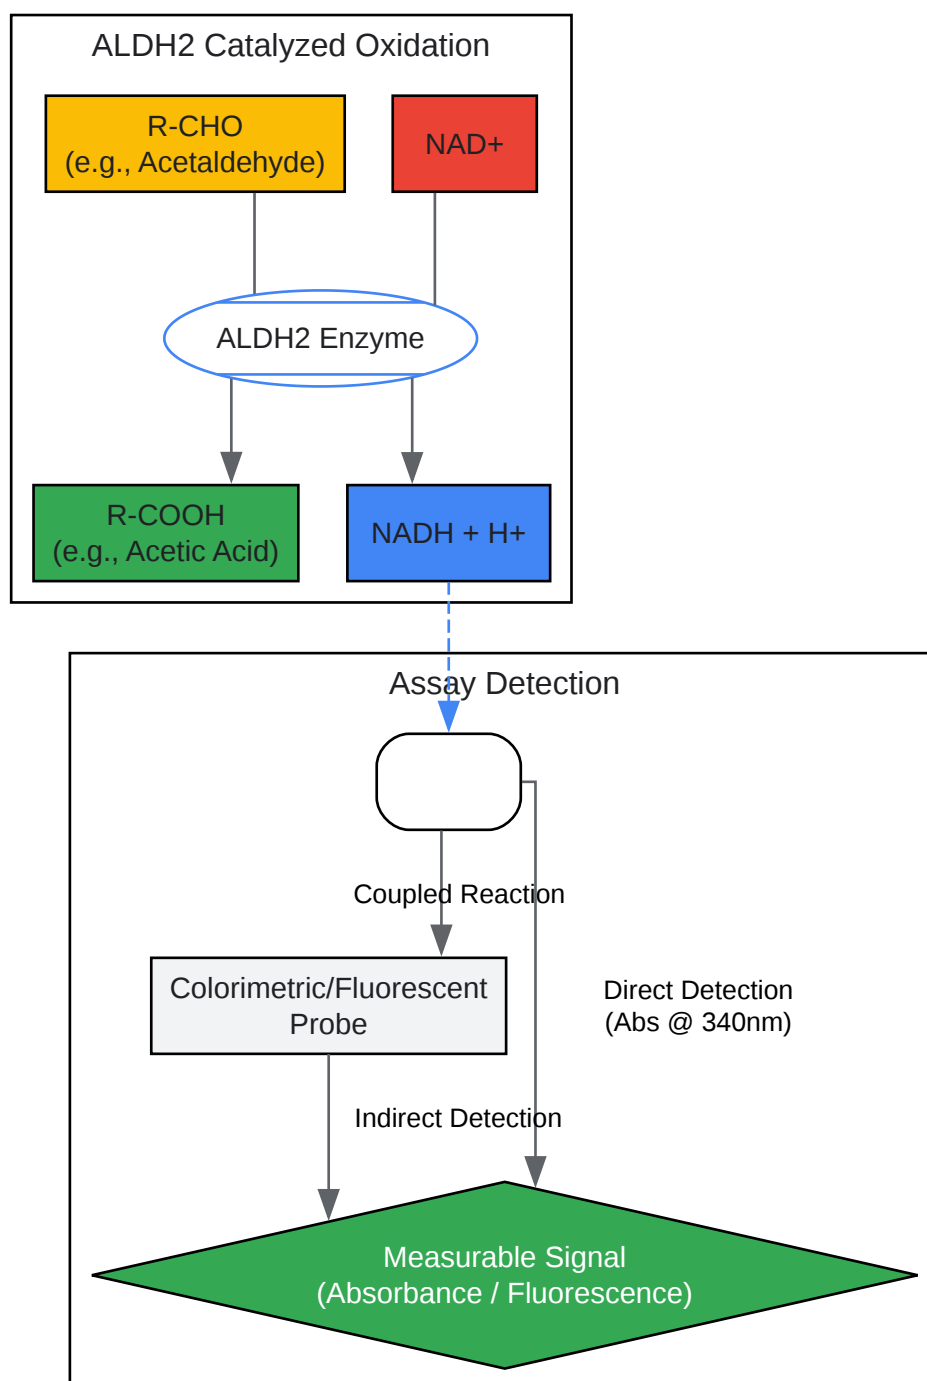 ALDH2 Catalyzed Oxidation
R-CHO
(e.g., Acetaldehyde)
NAD+
ALDH2 Enzyme
R-COOH
(e.g., Acetic Acid)
NADH + H+
Assay Detection
Coupled Reaction
Colorimetric/Fluorescent
Probe
Direct Detection
(Abs @ 340nm)
Indirect Detection
Measurable Signal
(Absorbance / Fluorescence)